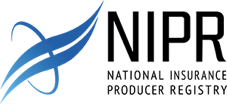 NIPR
NATIONAL INSURANCE
PRODUCER REGISTRY